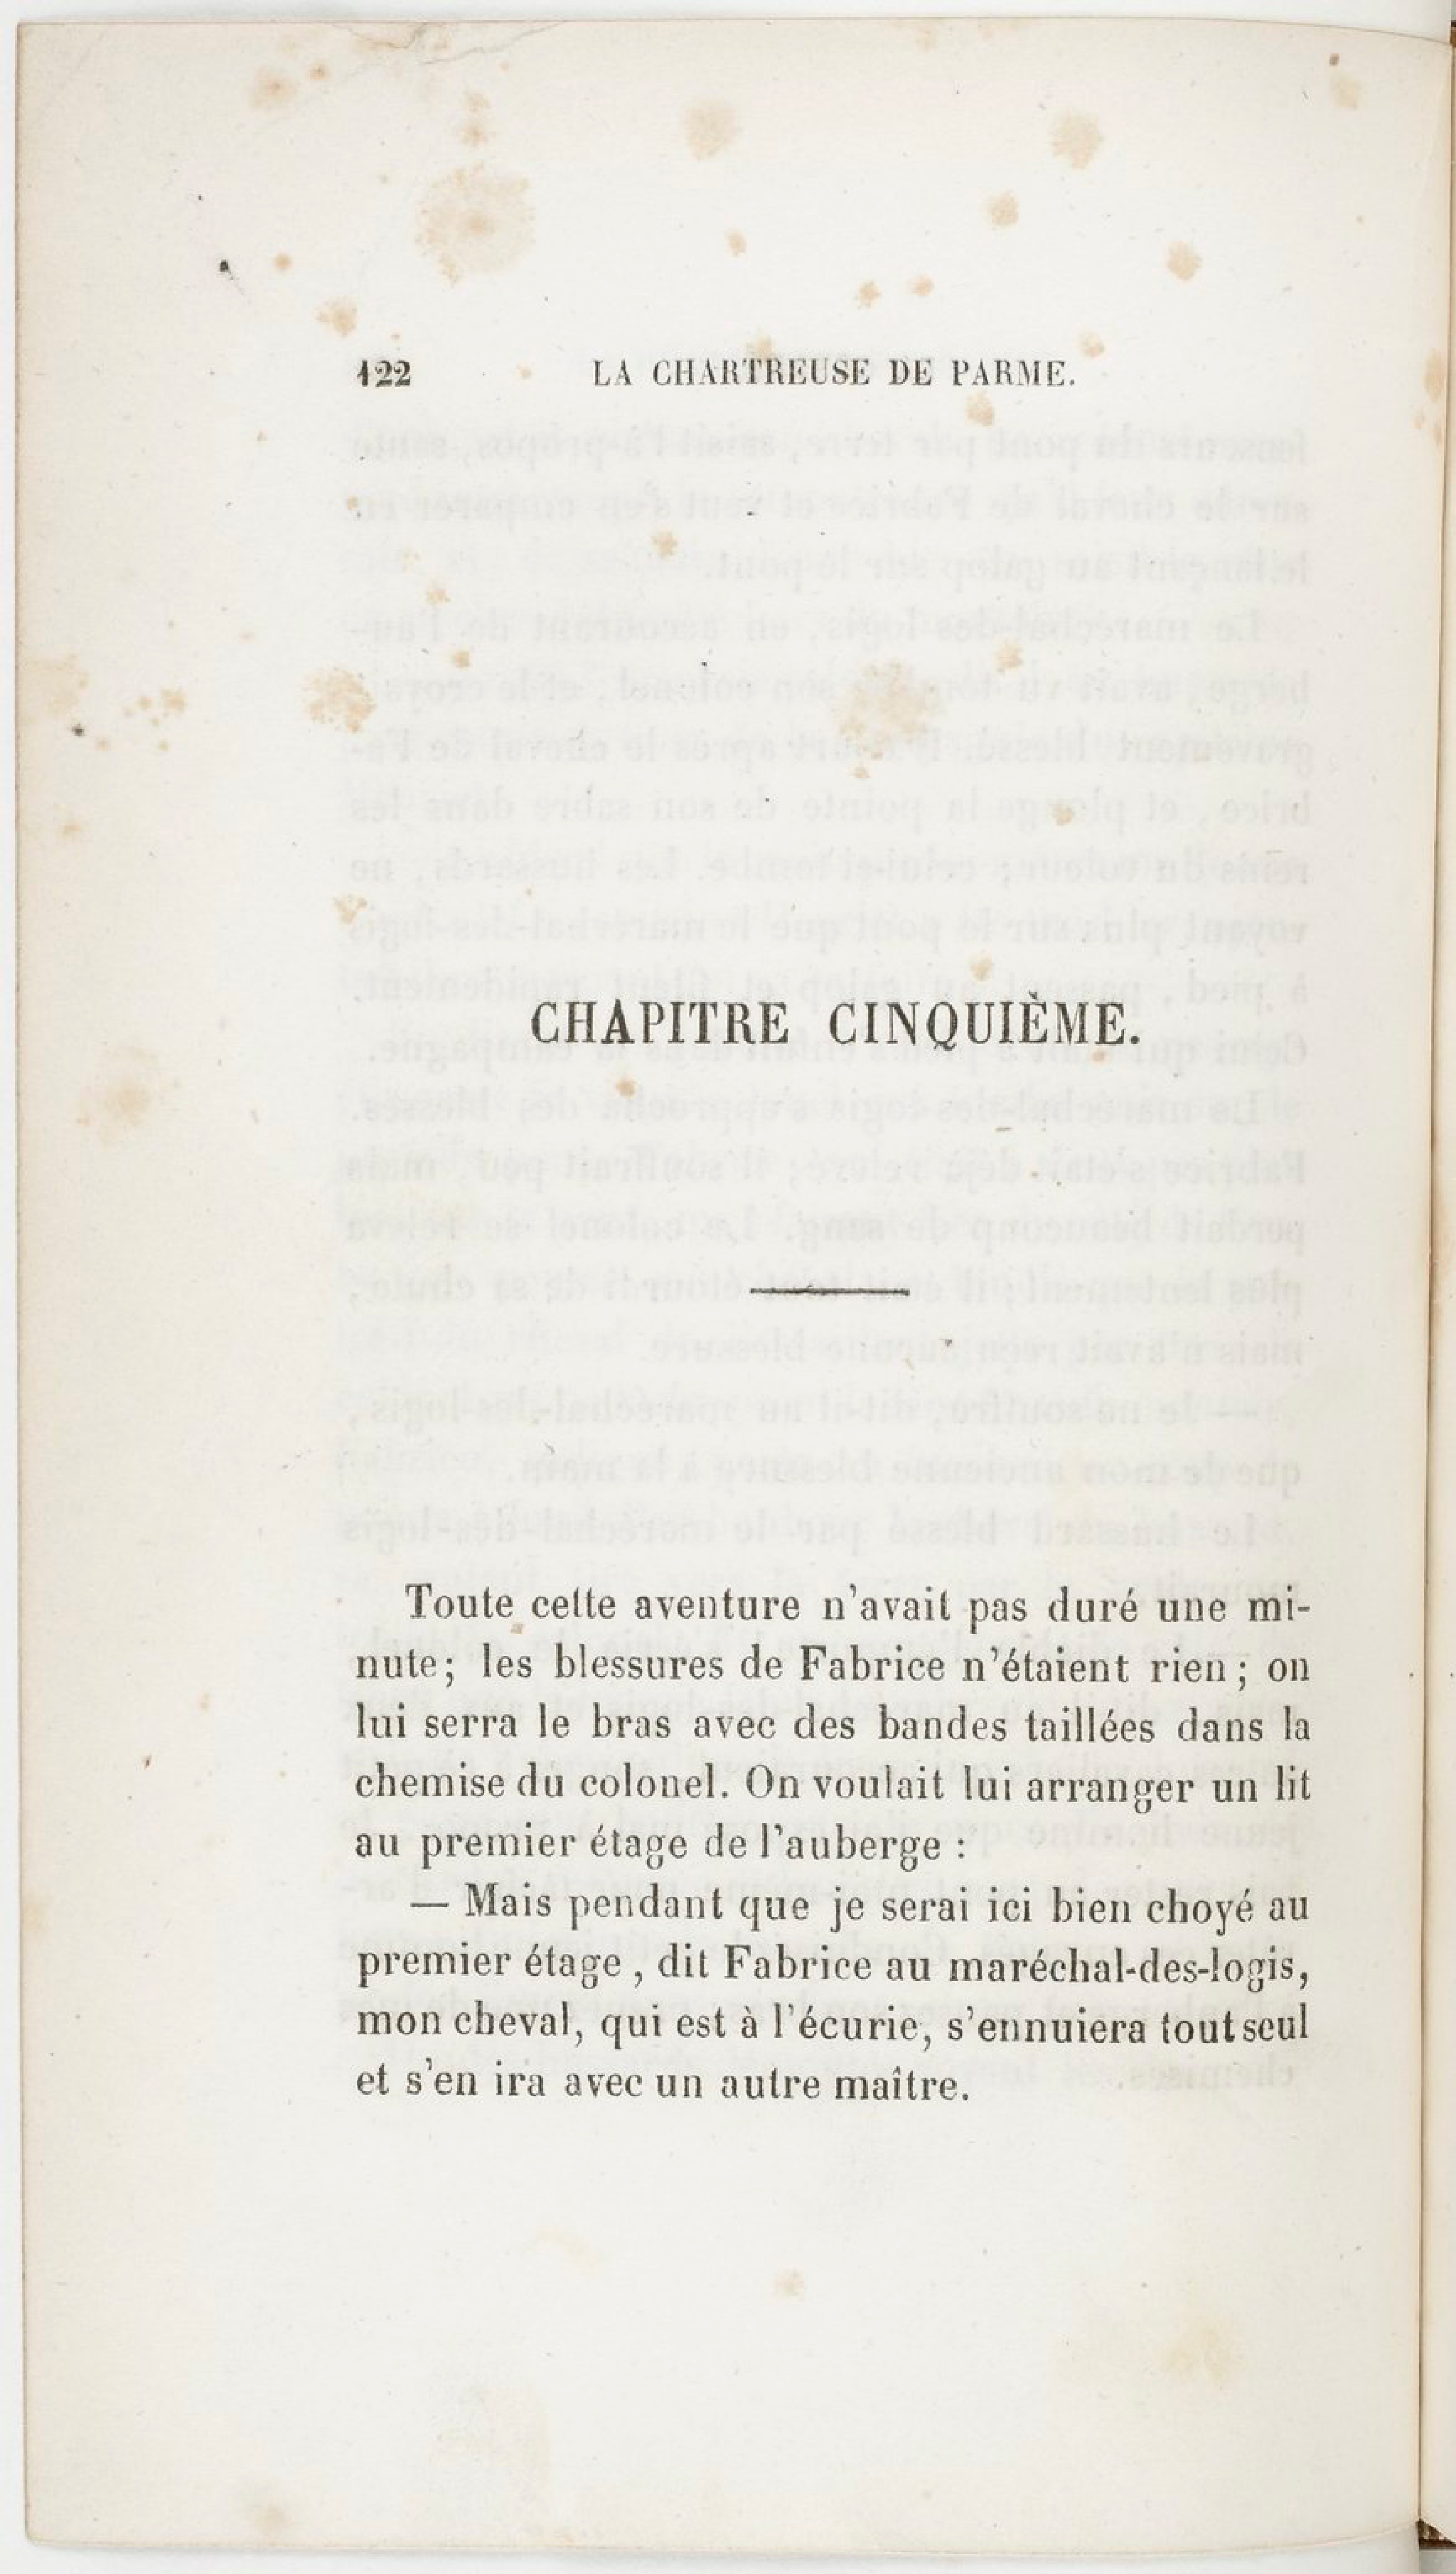 122 LA CHARTREUSE DE PARME.
CHAPITRE CINQUIÈME.
Toute cette aventure n'avait pas duré une mi-
nute; les blessures de Fabrice n'étaient rien; on
lui serra le bras avec des bandes taillées dans la
chemise du colonel. On voulait lui arranger un lit
au premier étage de l'auberge :
— Mais pendant que je serai ici bien choyé au
premier étage, dit Fabrice au maréchal-des-logis,
mon cheval, qui est à l'écurie, s'ennuiera tout seul
et s'en ira avec un autre maître.